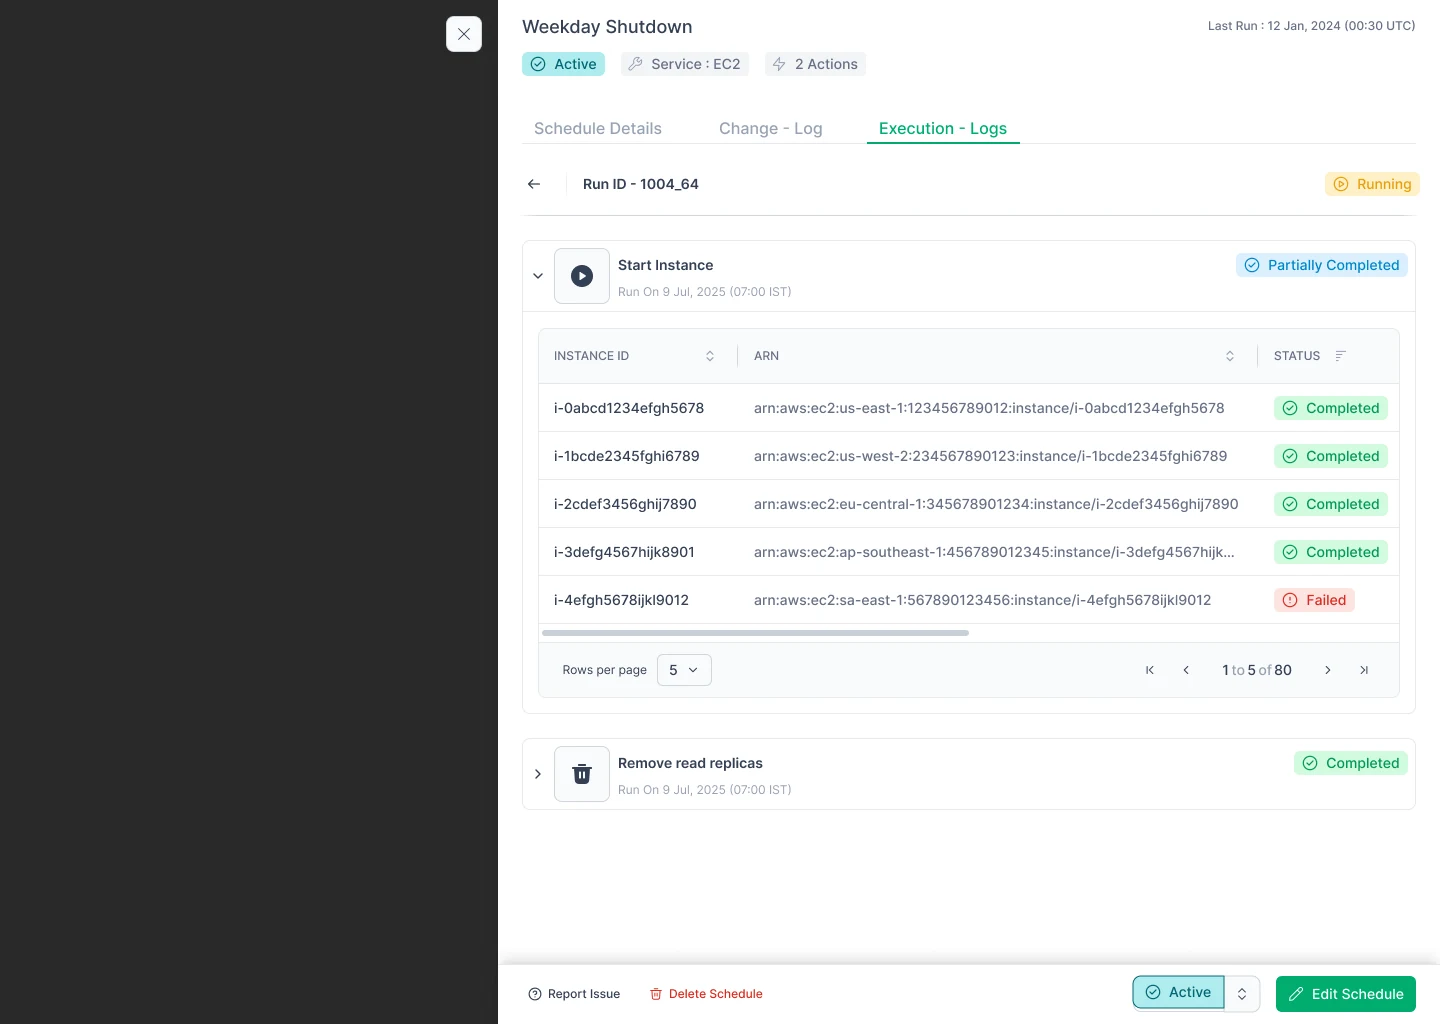 Weekday Shutdown
Last Run : 12 Jan, 2024 (00:30 UTC)
Active
Service : EC2
2 Actions
Schedule Details
Change - Log
Execution - Logs
Run ID - 1004_64
Running
Start Instance
Partially Completed
Run On 9 Jul, 2025 (07:00 IST)
INSTANCE ID
ARN
STATUS
i-0abcd1234efgh5678
arn:aws:ec2:us-east-1:123456789012:instance/i-0abcd1234efgh5678
Completed
i-1bcde2345fghi6789
arn:aws:ec2:us-west-2:234567890123:instance/i-1bcde2345fghi6789
Completed
i-2cdef3456ghij7890
arn:aws:ec2:eu-central-1:345678901234:instance/i-2cdef3456ghij7890
Completed
i-3defg4567hijk8901
arn:aws:ec2:ap-southeast-1:456789012345:instance/i-3defg4567hijk...
Completed
i-4efgh5678ijkl9012
arn:aws:ec2:sa-east-1:567890123456:instance/i-4efgh5678ijkl9012
Failed
Rows per page
5
1 to 5 of 80
Remove read replicas
Completed
Run On 9 Jul, 2025 (07:00 IST)
Report Issue
Delete Schedule
Active
Edit Schedule